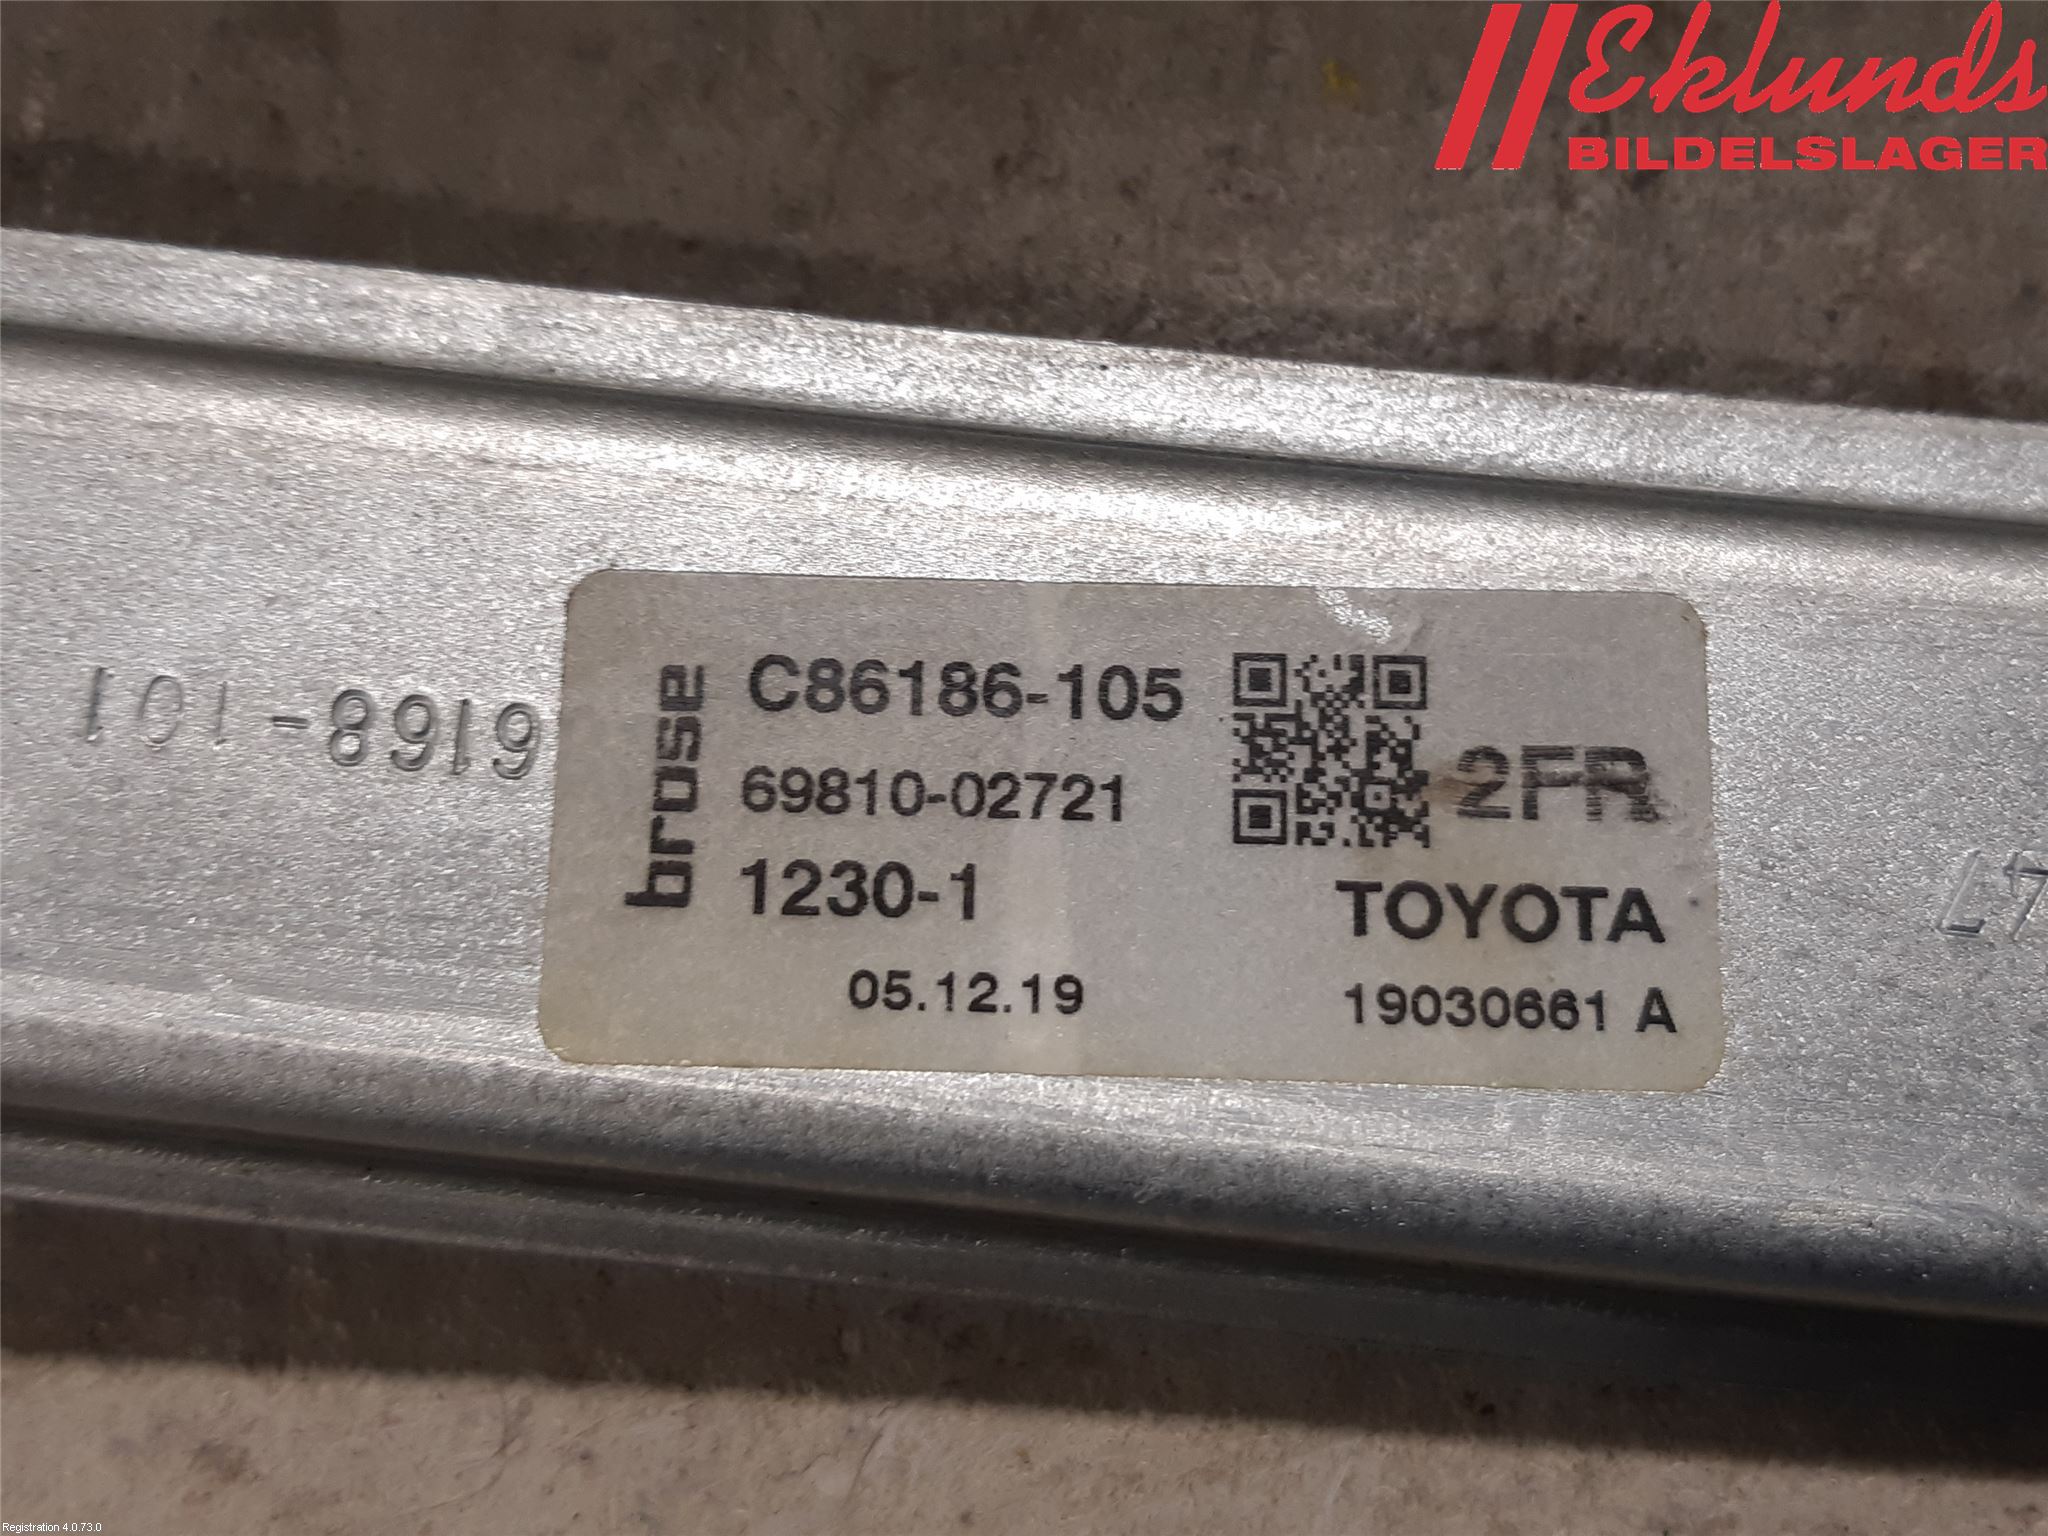 Eklunds
BILDELSLAGER
6168-101
brose
C86186-105
69810-02721
1230-1
05.12.19
2FR
TOYOTA
19030661 A
Registration 4.0.73.0